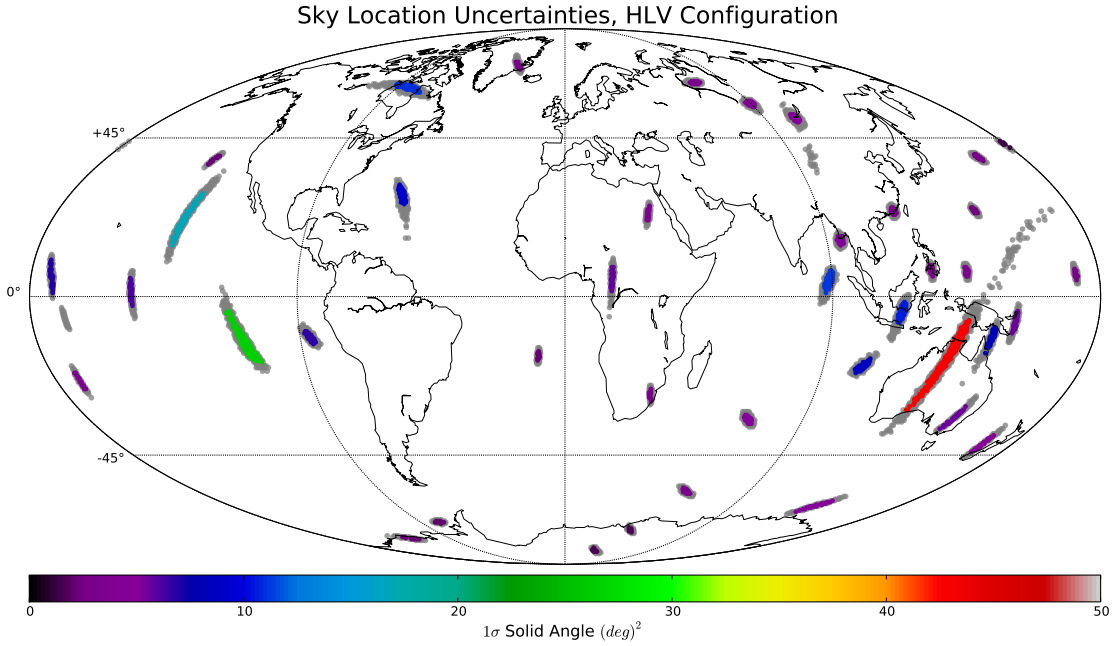 Sky Location Uncertainties, HLV Configuration
+45°
0°
-45°
0 10 20 30 40 50
1σ Solid Angle (deg)²